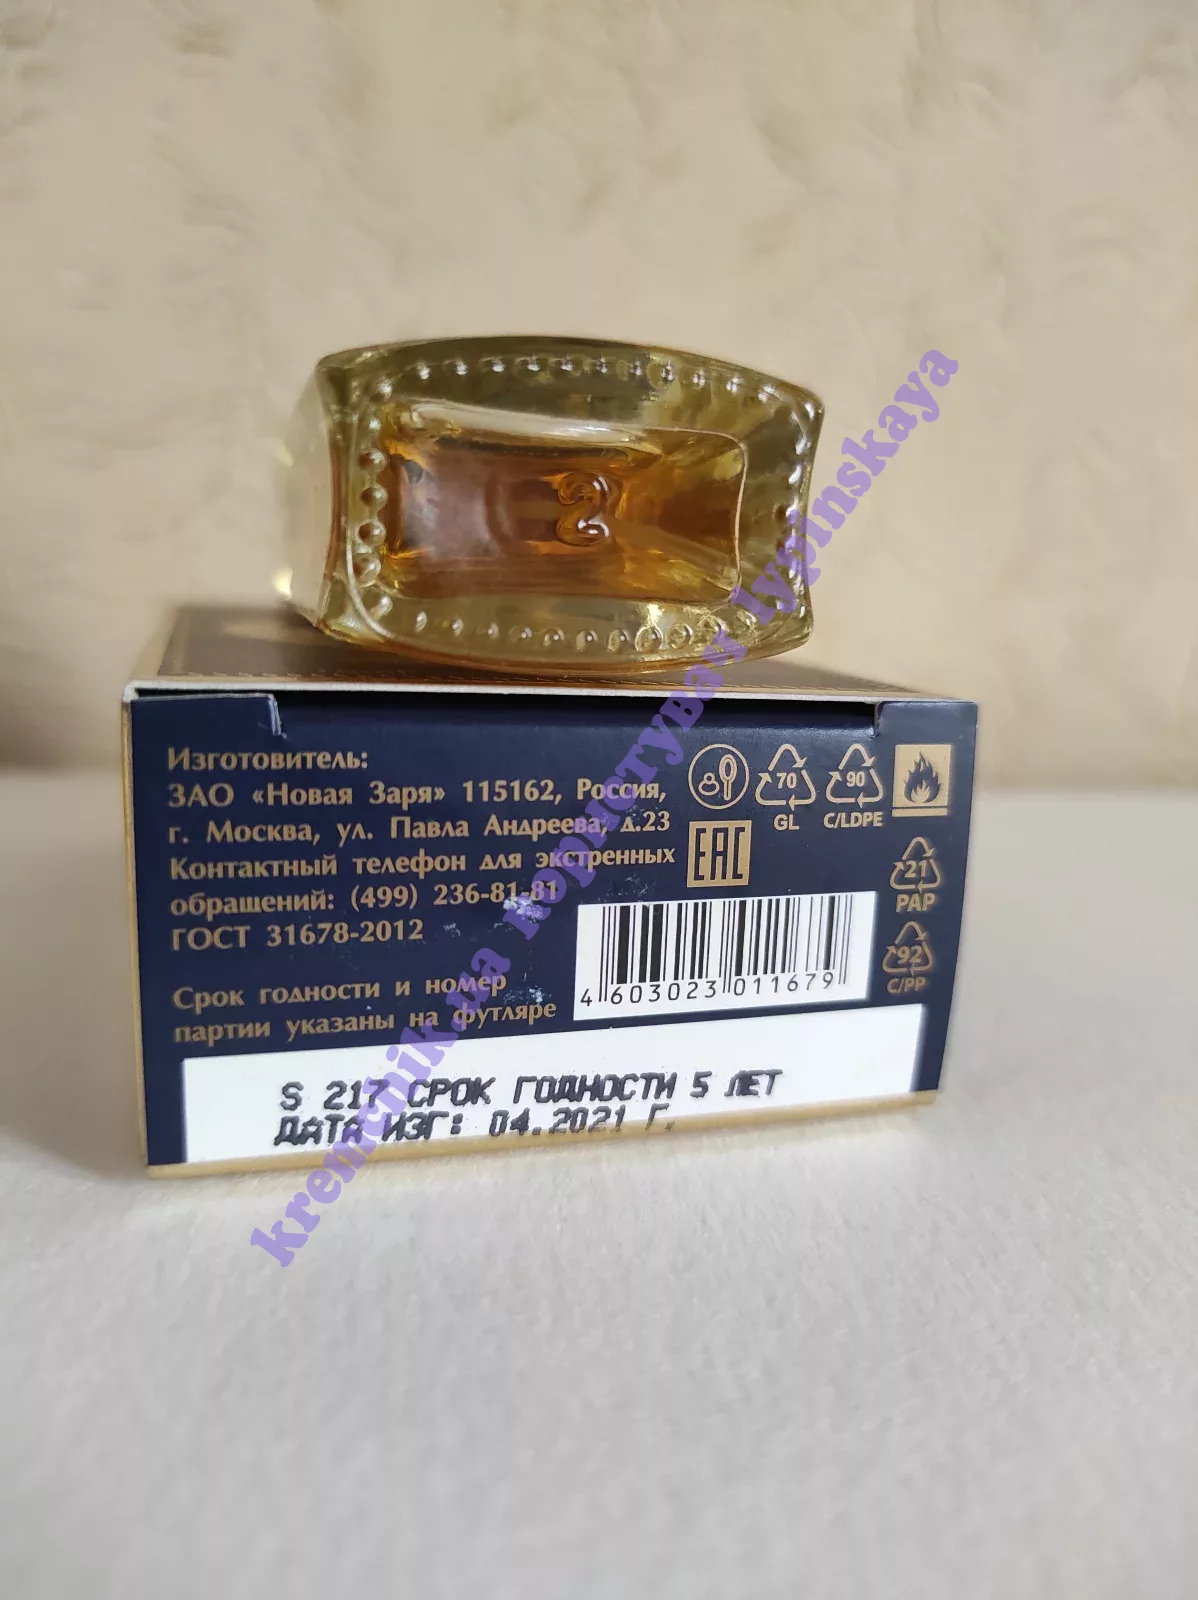 2
Изготовитель:
ЗАО «Новая Заря» 115162, Россия,
г. Москва, ул. Павла Андреева, д.23
Контактный телефон для экстренных
обращений: (499) 236-81-81
ГОСТ 31678-2012
Срок годности и номер
партии указаны на футляре
70
GL
90
C/LDPE
EAC
21
PAP
92
C/PP
4 603023 011679
S 217 СРОК ГОДНОСТИ 5 ЛЕТ
ДАТА ИЗГ: 04.2021 Г.
kremchik.ua користувач lypinskaya